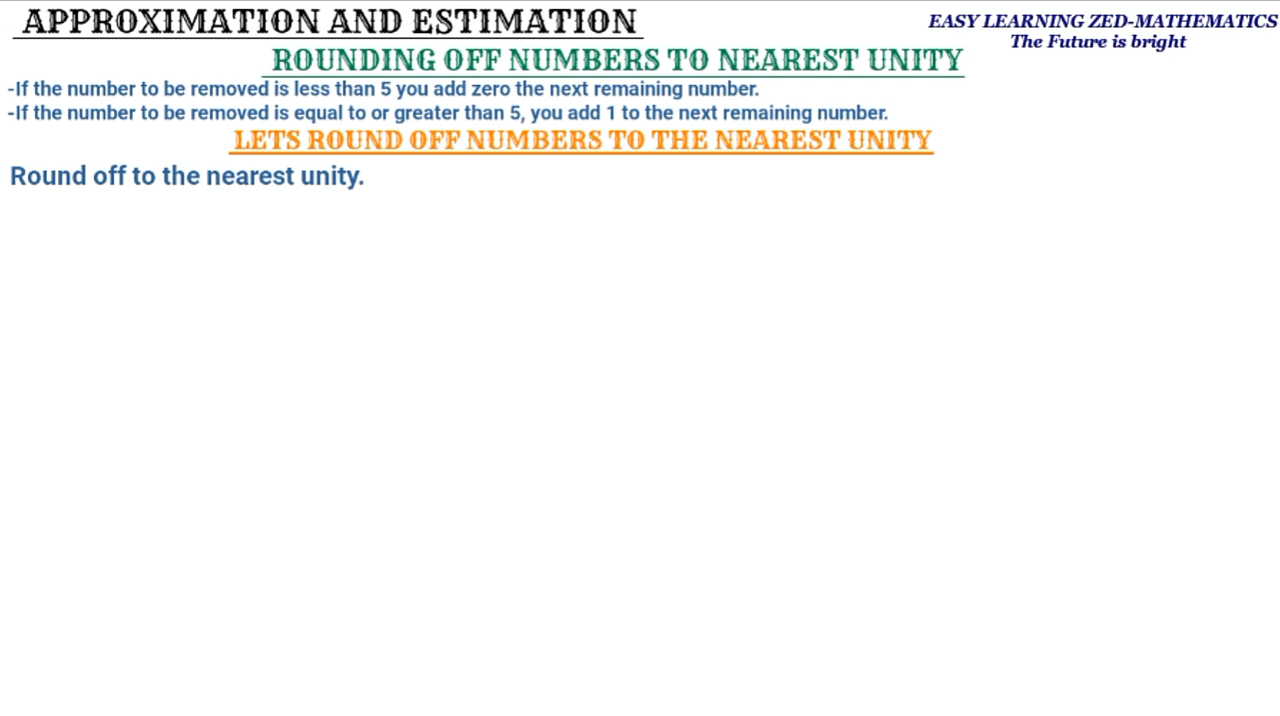 APPROXIMATION AND ESTIMATION
EASY LEARNING ZED-MATHEMATICS
The Future is bright
ROUNDING OFF NUMBERS TO NEAREST UNITY
-If the number to be removed is less than 5 you add zero the next remaining number.
-If the number to be removed is equal to or greater than 5, you add 1 to the next remaining number.
LETS ROUND OFF NUMBERS TO THE NEAREST UNITY
Round off to the nearest unity.